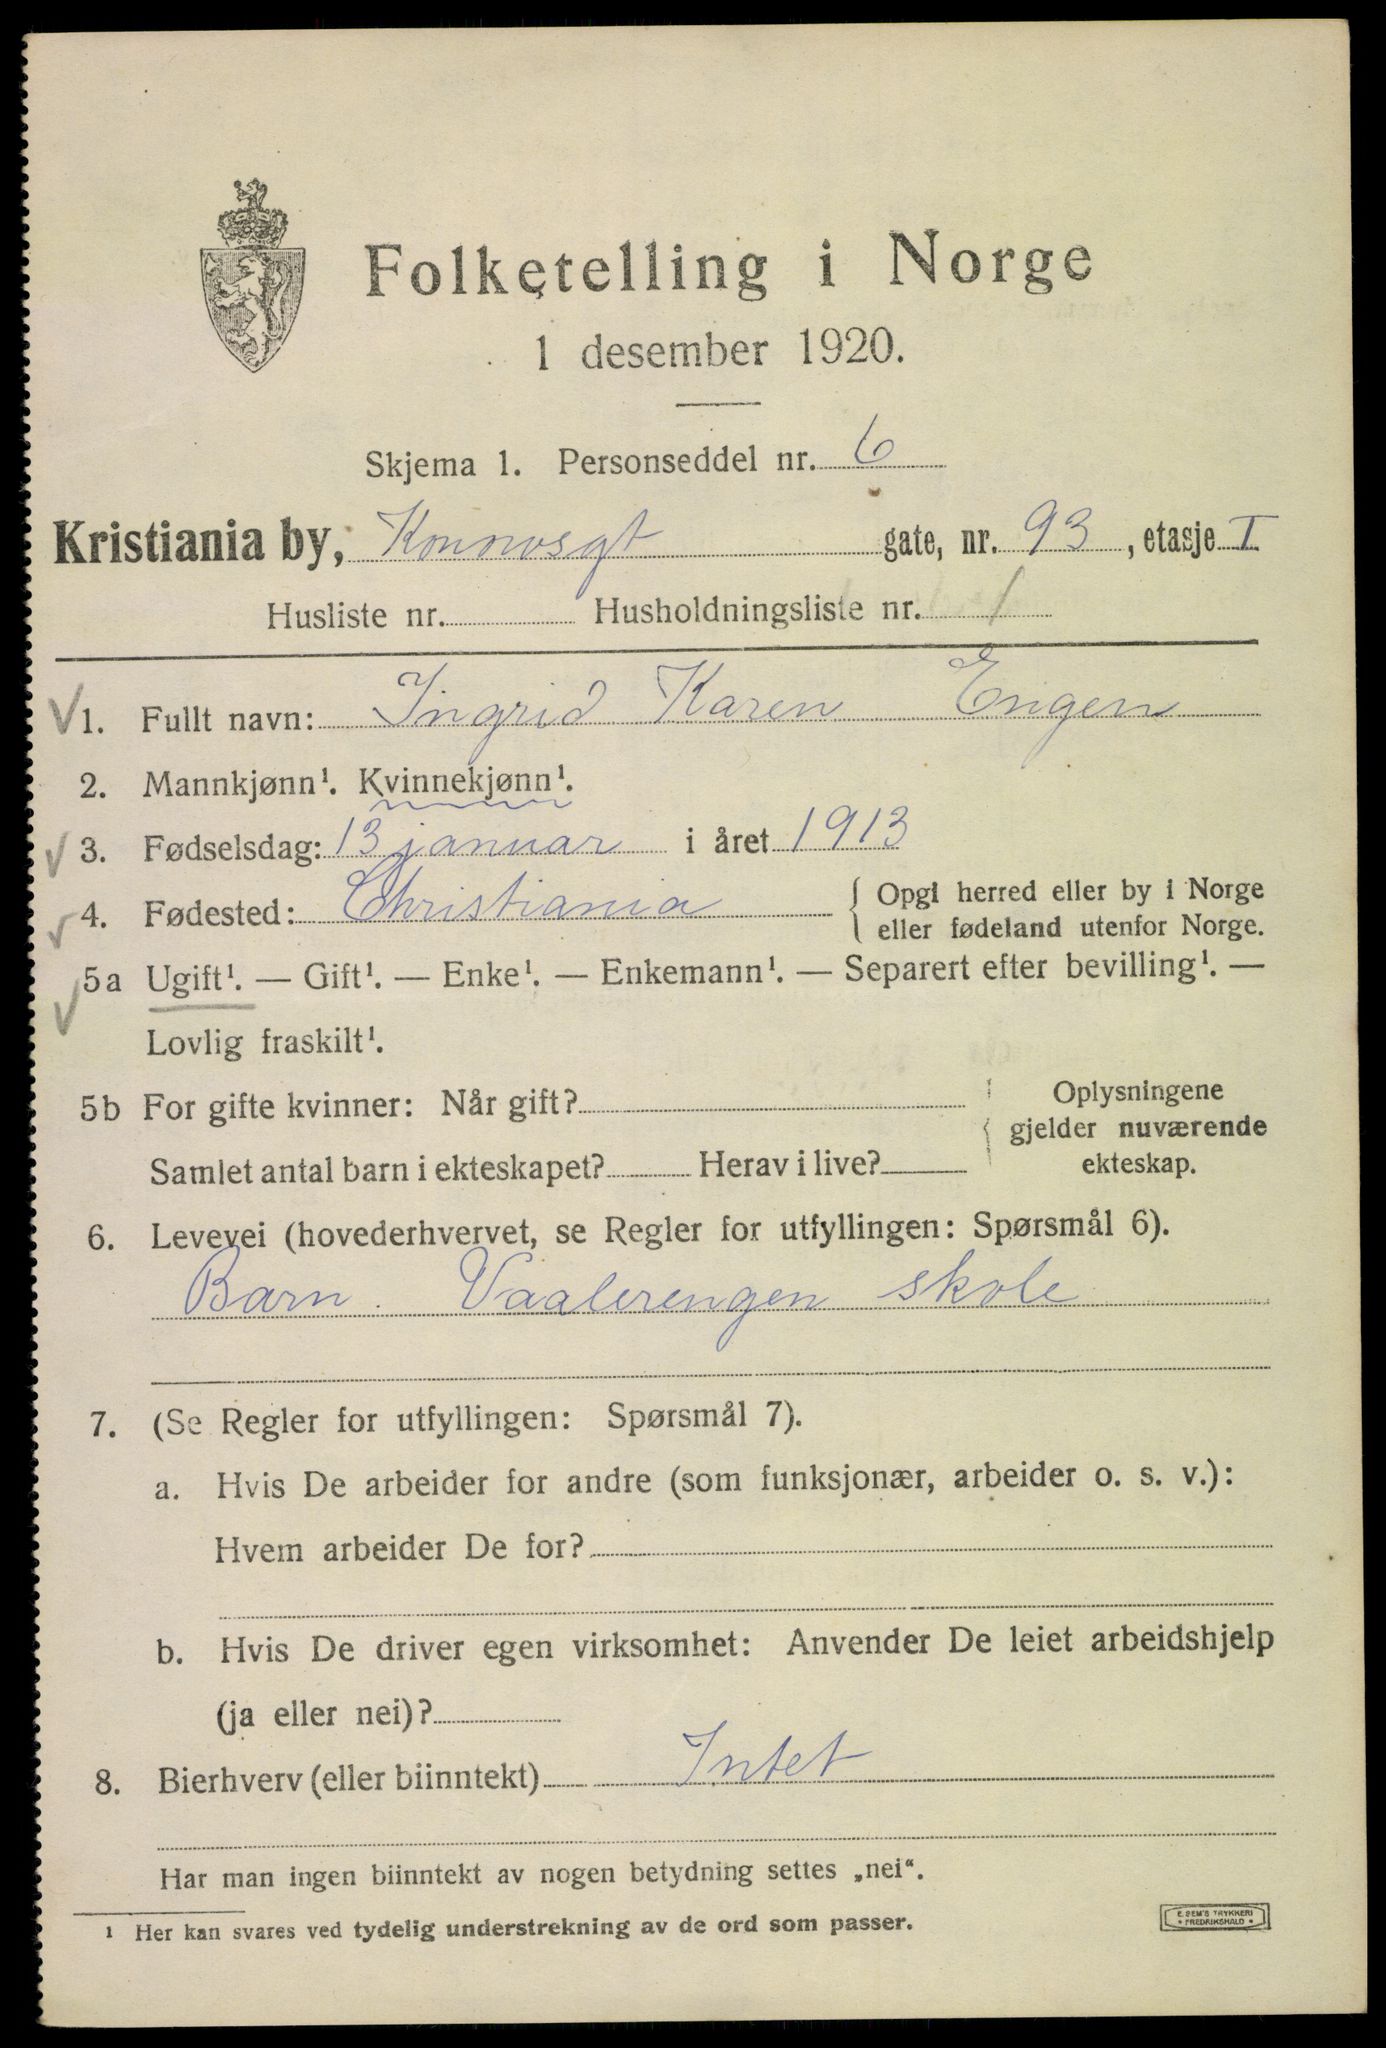 Folketelling i Norge
1 desember 1920.
Skjema 1. Personseddel nr. 6
Kristiania by, gate, nr. 93, etasje I
Husliste nr. Husholdningsliste nr. 1
1. Fullt navn: Ingrid Karen Engen
2. Mannkjønn¹. Kvinnekjønn¹.
3. Fødselsdag: 13 januar i året 1913
4. Fødested: Christiania { Opgi herred eller by i Norge
eller fødeland utenfor Norge.
5a Ugift¹. — Gift¹. — Enke¹. — Enkemann¹. — Separert efter bevilling¹. —
Lovlig fraskilt¹.
5b For gifte kvinner: Når gift? Oplysningene
gjelder nuværende
Samlet antal barn i ekteskapet? Herav i live? ekteskap.
6. Levevei (hovederhvervet, se Regler for utfyllingen: Spørsmål 6).
Barn. Vaalerengen skole
7. (Se Regler for utfyllingen: Spørsmål 7).
a. Hvis De arbeider for andre (som funksjonær, arbeider o. s. v.):
Hvem arbeider De for?
b. Hvis De driver egen virksomhet: Anvender De leiet arbeidshjelp
(ja eller nei)?
8. Bierhverv (eller biinntekt) Intet
Har man ingen biinntekt av nogen betydning settes „nei“.
1 Her kan svares ved tydelig understrekning av de ord som passer.
E. SEM'S TRYKKERI
• FREDRIKSHALD •